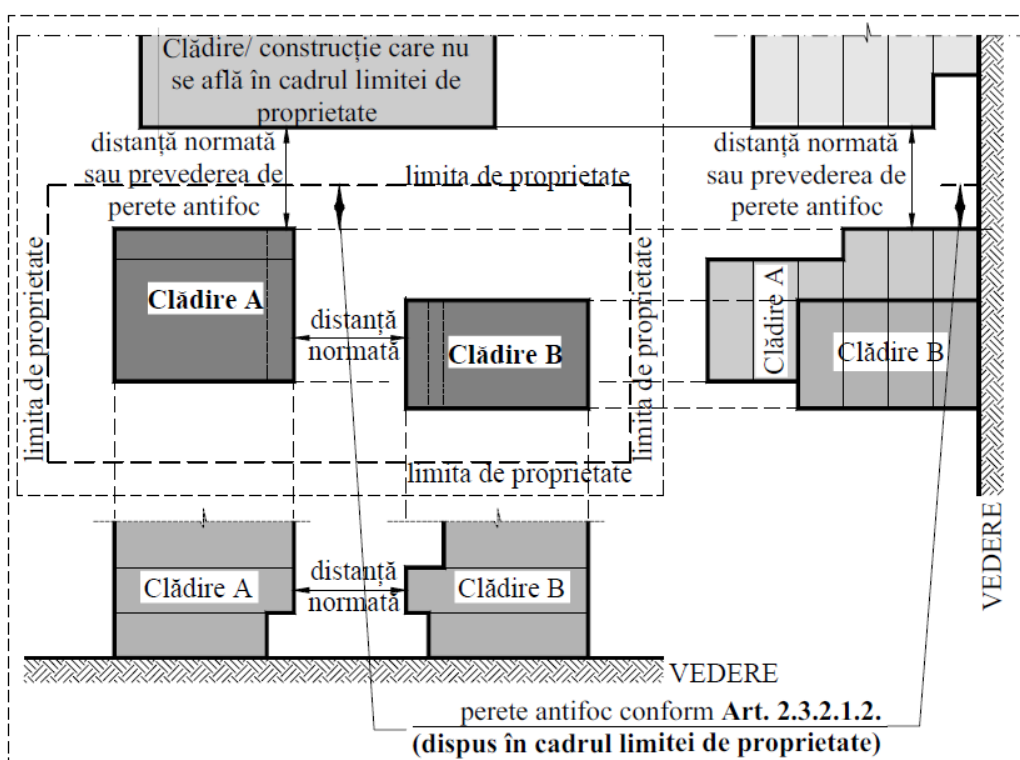 Clădire/ construcție care nu
se află în cadrul limitei de
proprietate
distanță normată
sau prevederea de
perete antifoc
limita de proprietate
distanță normată
sau prevederea de
perete antifoc
limita de proprietate
Clădire A
distanță
normată
Clădire B
limita de proprietate
Clădire A
Clădire B
limita de proprietate
Clădire A
distanță
normată
Clădire B
VEDERE
VEDERE
perete antifoc conform Art. 2.3.2.1.2.
(dispus în cadrul limitei de proprietate)